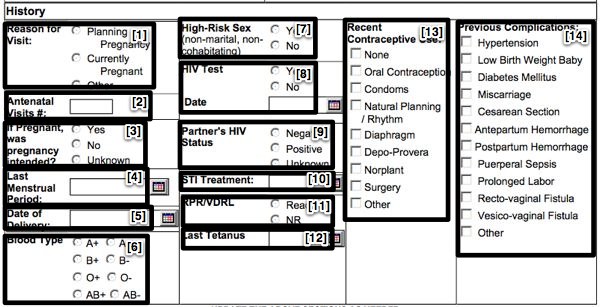 History
Reason for
Visit:
Planning
Pregnancy
Currently
Pregnant
Other
[1]
Antenatal
Visits #:
[2]
If Pregnant,
was
pregnancy
intended?
Yes
No
Unknown
[3]
Last
Menstrual
Period:
[4]
Date of
Delivery:
[5]
Blood Type
A+
B+ B-
O+ O-
AB+ AB-
[6]
High-Risk Sex
(non-marital, non-
cohabitating)
No
[7]
HIV Test
No
Date
[8]
Partner's HIV
Status
Positive
Unknown
[9]
STI Treatment:
[10]
RPR/VDRL
NR
[11]
Last Tetanus
[12]
Recent
Contraceptive Use:
[13]
None
Oral Contraception
Condoms
Natural Planning
/ Rhythm
Diaphragm
Depo-Provera
Norplant
Surgery
Other
Previous Complications:
[14]
Hypertension
Low Birth Weight Baby
Diabetes Mellitus
Miscarriage
Cesarean Section
Antepartum Hemorrhage
Postpartum Hemorrhage
Puerperal Sepsis
Prolonged Labor
Recto-vaginal Fistula
Vesico-vaginal Fistula
Other